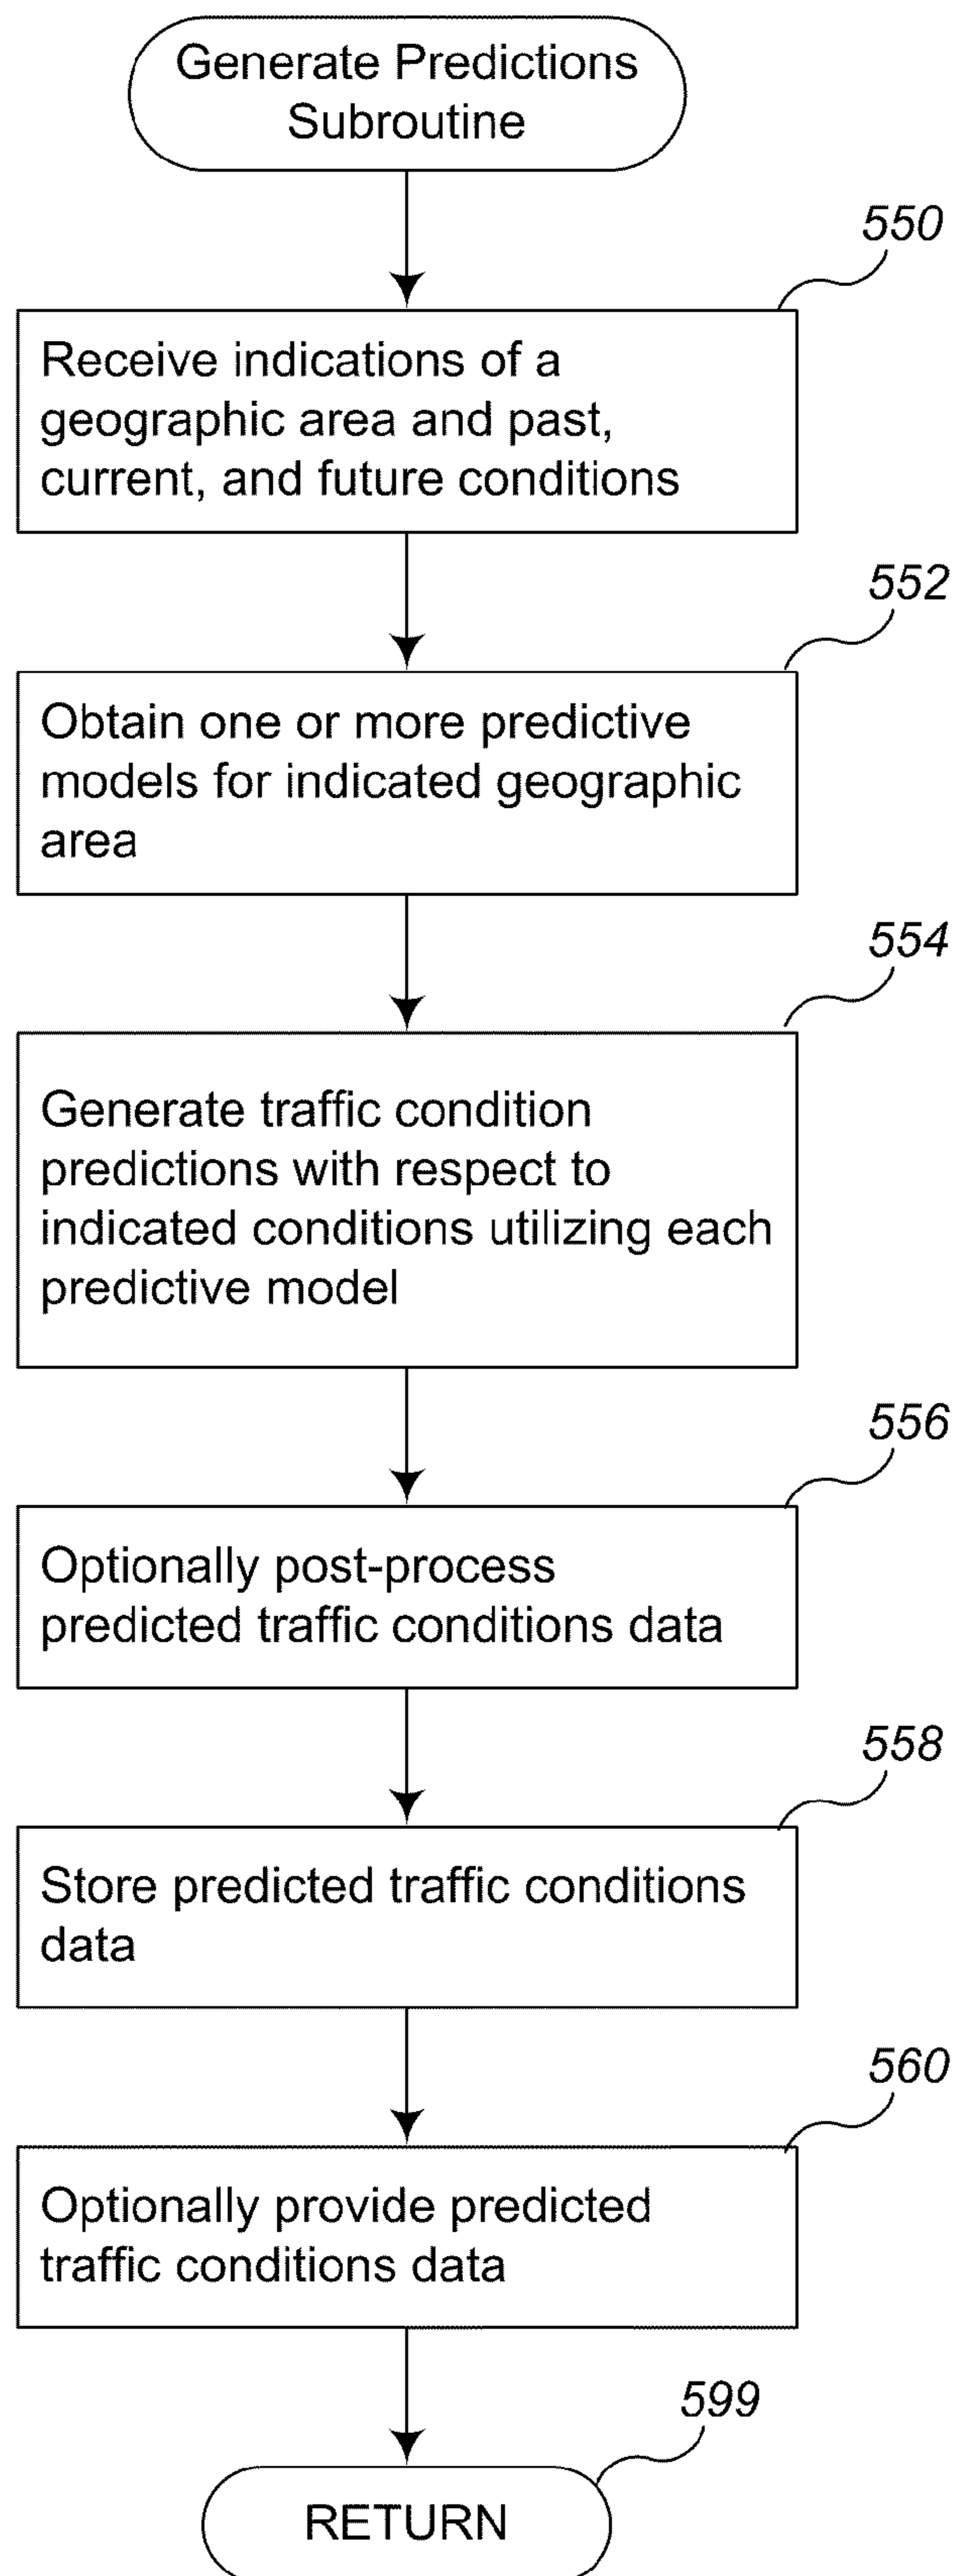 Generate Predictions
Subroutine
550
Receive indications of a
geographic area and past,
current, and future conditions
552
Obtain one or more predictive
models for indicated geographic
area
554
Generate traffic condition
predictions with respect to
indicated conditions utilizing each
predictive model
556
Optionally post-process
predicted traffic conditions data
558
Store predicted traffic conditions
data
560
Optionally provide predicted
traffic conditions data
599
RETURN